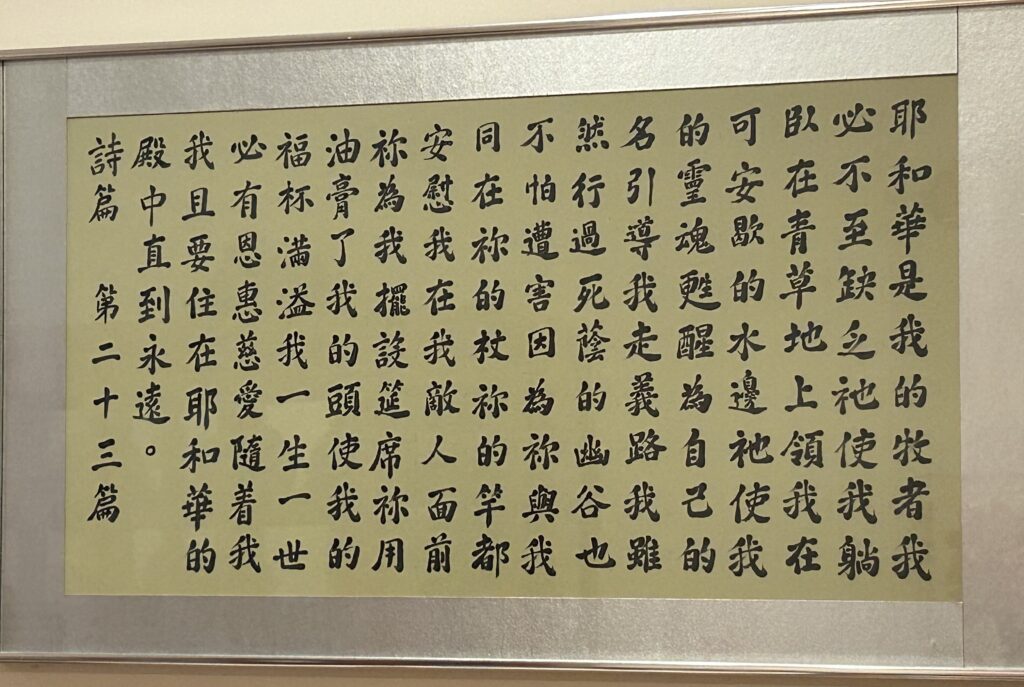 耶和華是我的牧者我
必不至缺乏祂使我躺
臥在青草地上領我在
可安歇的水邊祂使我
的靈魂甦醒為自己的
名引導我走義路我雖
然行過死蔭的幽谷也
不怕遭害因為祢與我
同在祢的杖祢的竿都
安慰我在我敵人面前
祢為我擺設筵席祢用
油膏了我的頭使我的
福杯滿溢我一生一世
必有恩惠慈愛隨着我
我且要住在耶和華的
殿中直到永遠。
詩篇 第二十三篇